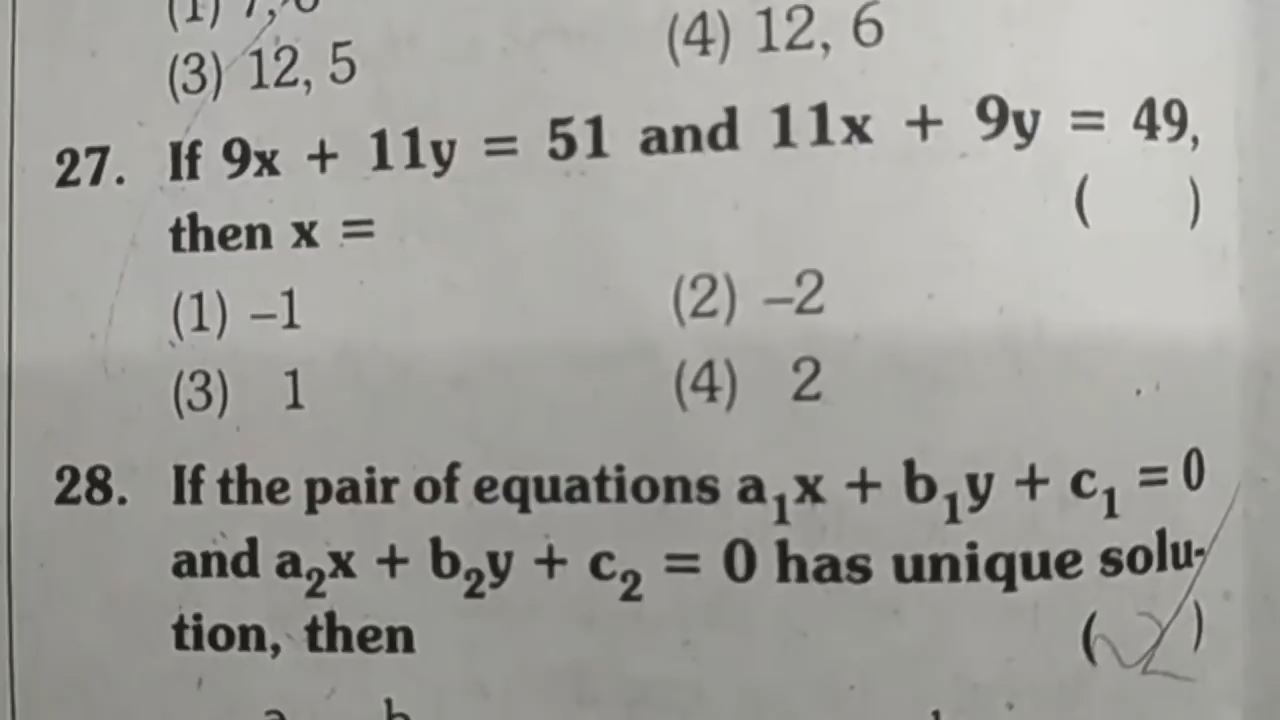 (3) 12, 5 (4) 12, 6
27. If 9x + 11y = 51 and 11x + 9y = 49,
then x = ( )
(1) –1 (2) –2
(3) 1 (4) 2
28. If the pair of equations a₁x + b₁y + c₁ = 0
and a₂x + b₂y + c₂ = 0 has unique solu-
tion, then ( )